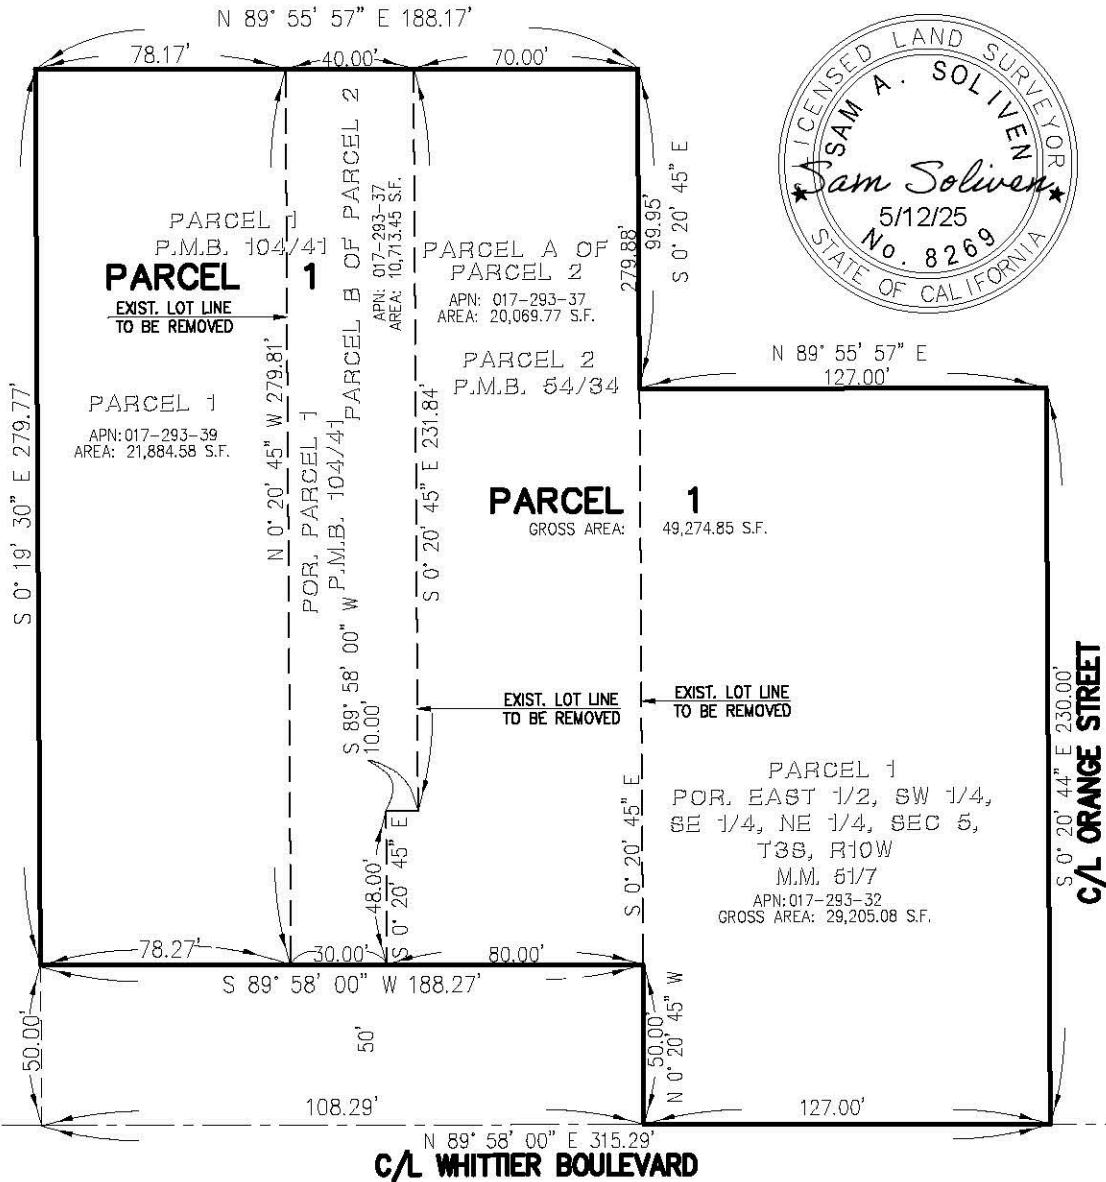 N 89° 55' 57" E 188.17'
78.17'
40.00'
70.00'
LICENSED LAND SURVEYOR
SAM A. SOLIVEN
Sam Soliven
5/12/25
No. 8269
STATE OF CALIFORNIA
PARCEL 1
P.M.B. 104/41
PARCEL 1
EXIST. LOT LINE
TO BE REMOVED
PARCEL B OF PARCEL 2
APN: 017-293-37
AREA: 10,713.45 S.F.
PARCEL A OF
PARCEL 2
APN: 017-293-37
AREA: 20,069.77 S.F.
PARCEL 2
P.M.B. 54/34
279.88'
99.95'
S 0° 20' 45" E
N 89° 55' 57" E
127.00'
S 0° 19' 30" E 279.77'
PARCEL 1
APN:017-293-39
AREA: 21,884.58 S.F.
N 0° 20' 45" W 279.81'
POR. PARCEL 1
P.M.B. 104/41
S 0° 20' 45" E 231.84'
PARCEL 1
GROSS AREA: 49,274.85 S.F.
S 89° 58' 00" W
10.00'
EXIST. LOT LINE
TO BE REMOVED
EXIST. LOT LINE
TO BE REMOVED
S 0° 20' 44" E 230.00'
C/L ORANGE STREET
PARCEL 1
POR. EAST 1/2, SW 1/4,
SE 1/4, NE 1/4, SEC 5,
T3S, R10W
M.M. 51/7
APN:017-293-32
GROSS AREA: 29,205.08 S.F.
48.00'
S 0° 20' 45" E
S 0° 20' 45" E
78.27'
30.00'
80.00'
S 89° 58' 00" W 188.27'
50.00'
50'
50.00'
N 0° 20' 45" W
108.29'
127.00'
N 89° 58' 00" E 315.29'
C/L WHITTIER BOULEVARD